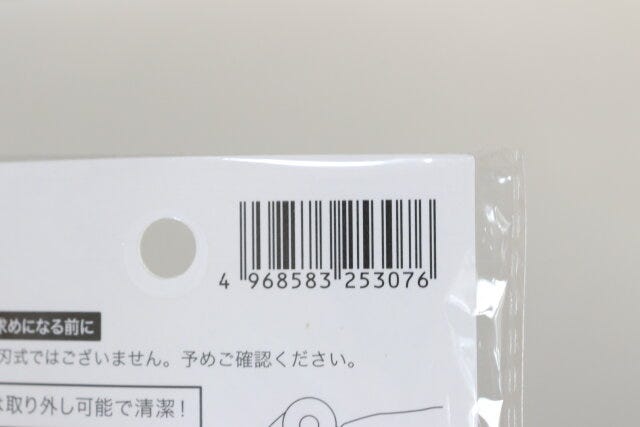 4 968583 253076
求めになる前に
刃式ではございません。予めご確認ください。
は取り外し可能で清潔!